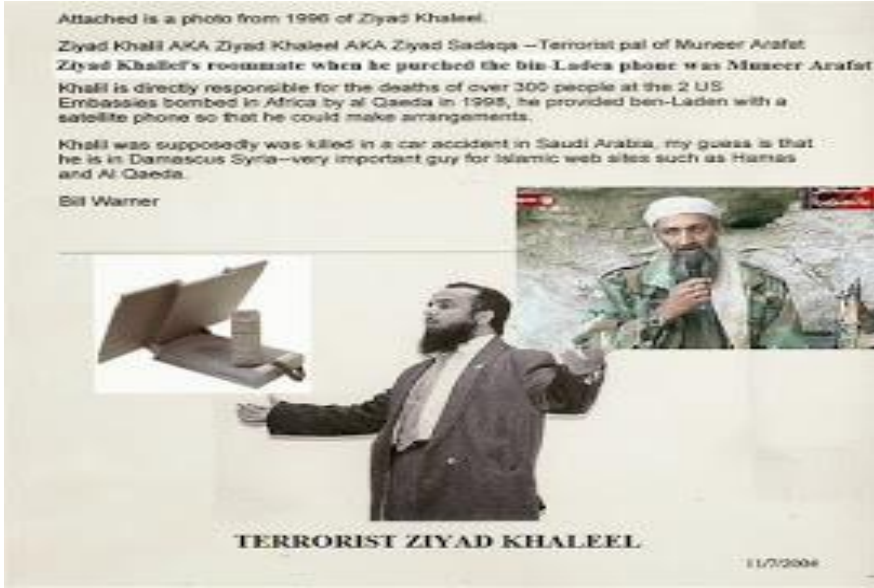 Attached is a photo from 1996 of Ziyad Khaleel.
Ziyad Khalil AKA Ziyad Khaleel AKA Ziyad Sadaqa --Terrorist pal of Muneer Arafat
Ziyad Khaleel's roommate when he purched the bin-Laden phone was Muneer Arafat
Khalil is directly responsible for the deaths of over 300 people at the 2 US
Embassies bombed in Africa by al Qaeda in 1998, he provided ben-Laden with a
satellite phone so that he could make arrangements.
Khalil was supposedly was killed in a car accident in Saudi Arabia, my guess is that
he is in Damascus Syria--very important guy for Islamic web sites such as Hamas
and Al Qaeda.
Bill Warner
TERRORIST ZIYAD KHALEEL
11/7/2004